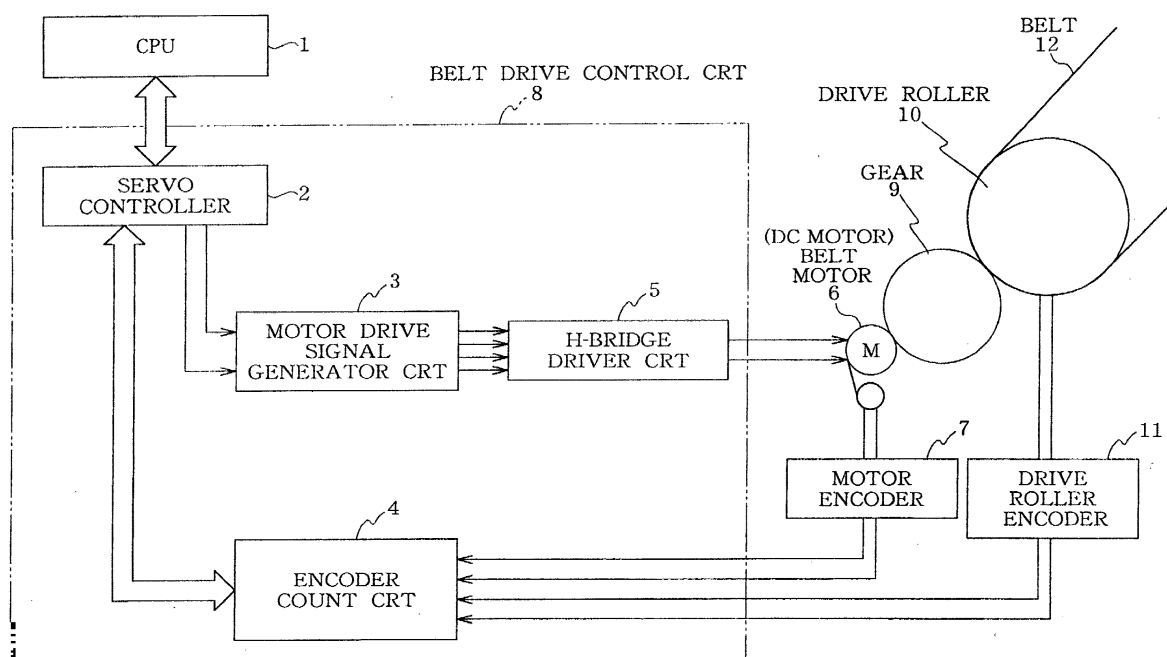 CPU
1
BELT DRIVE CONTROL CRT
8
BELT
12
DRIVE ROLLER
10
SERVO
CONTROLLER
2
GEAR
9
(DC MOTOR)
BELT
MOTOR
6
3
MOTOR DRIVE
SIGNAL
GENERATOR CRT
5
H-BRIDGE
DRIVER CRT
M
7
MOTOR
ENCODER
11
DRIVE
ROLLER
ENCODER
4
ENCODER
COUNT CRT